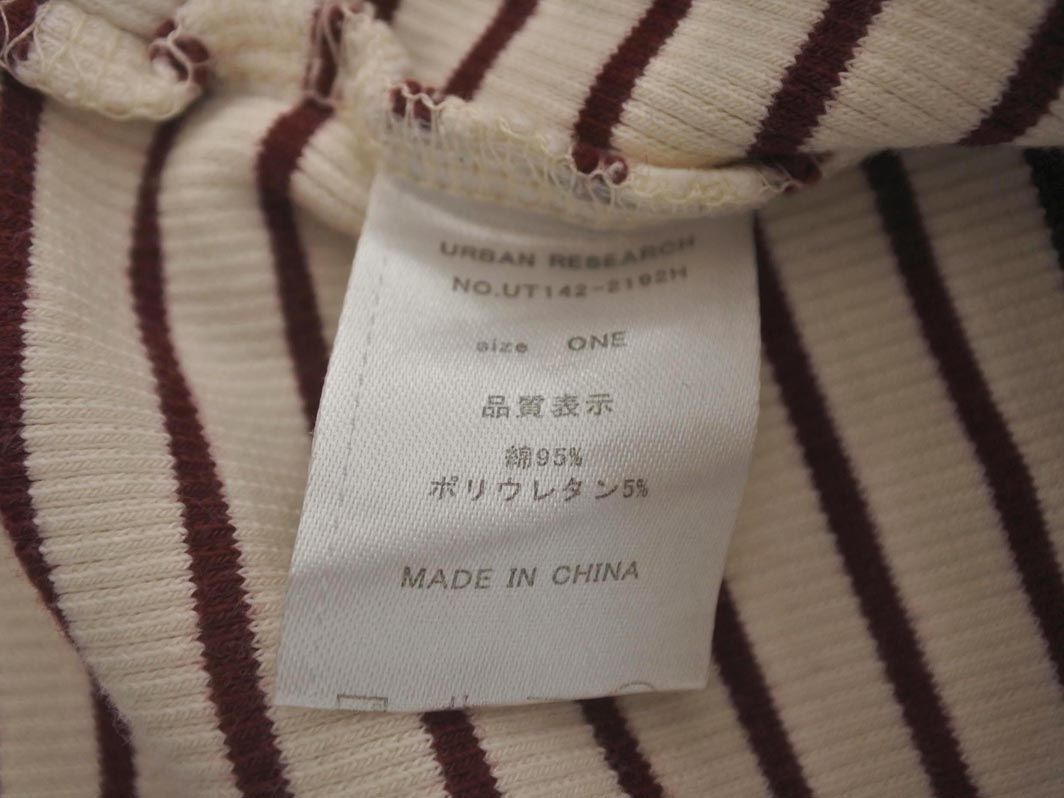 URBAN RESEARCH
NO.UT142-2192H
size ONE
品質表示
綿95%
ポリウレタン5%
MADE IN CHINA